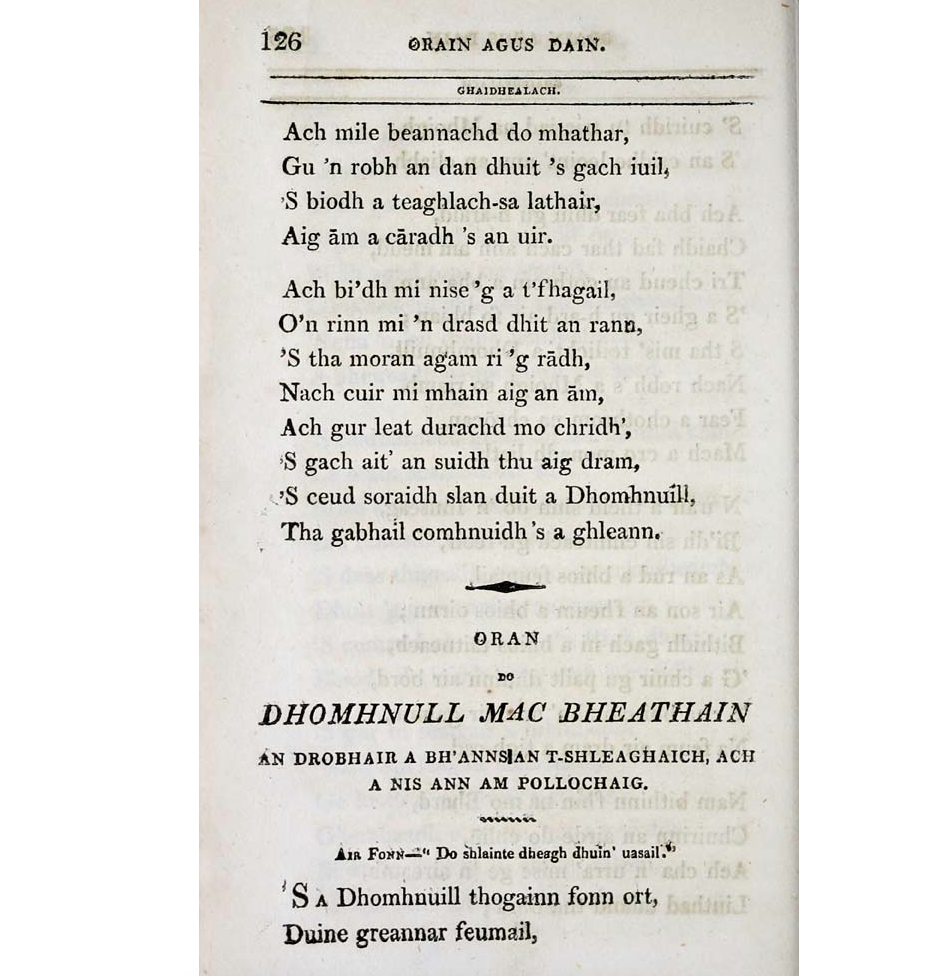 126 ORAIN AGUS DAIN.
GHAIDHEALACH.
Ach mile beannachd do mhathar,
Gu 'n robh an dan dhuit 's gach iuil,
'S biodh a teaghlach-sa lathair,
Aig ām a cāradh 's an uir.
Ach bi'dh mi nise 'g a t'fhagail,
O'n rinn mi 'n drasd dhit an rann,
'S tha moran agam ri 'g rādh,
Nach cuir mi mhain aig an ām,
Ach gur leat durachd mo chridh',
'S gach ait' an suidh thu aig dram,
'S ceud soraidh slan duit a Dhomhnuill,
Tha gabhail comhnuidh 's a ghleann.
ORAN
DO
DHOMHNULL MAC BHEATHAIN
AN DROBHAIR A BH'ANNS AN T-SHLEAGHAICH, ACH
A NIS ANN AM POLLOCHAIG.
AIR FONN—" Do shlainte dheagh dhuin' uasail."
'S A Dhomhnuill thogainn fonn ort,
Duine greannar feumail,